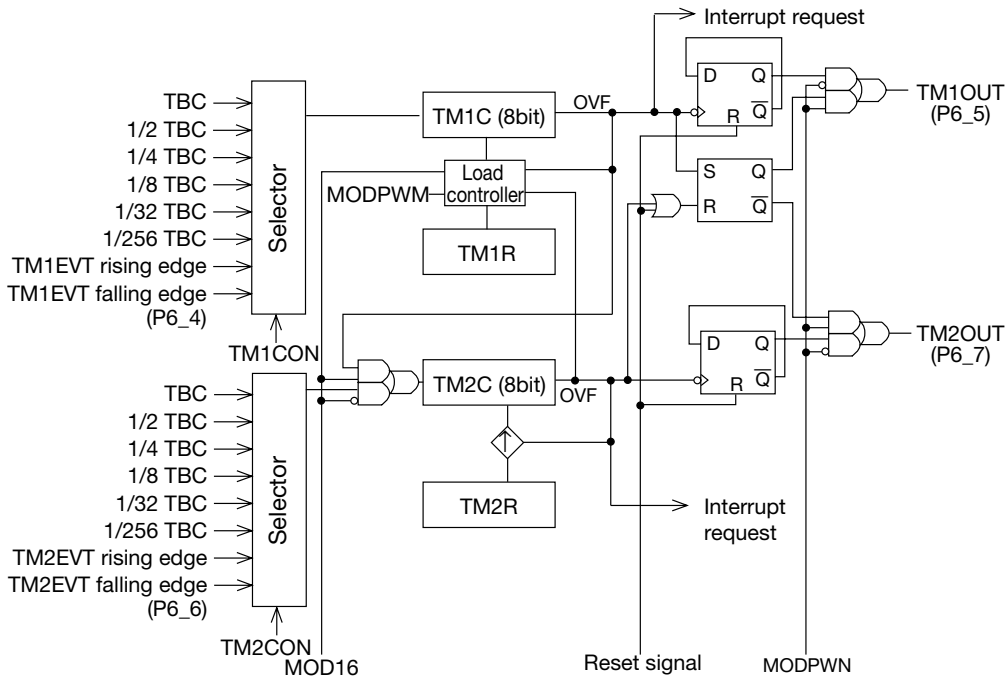 Interrupt request
D Q
R Q
TM1OUT
(P6_5)
TBC
1/2 TBC
1/4 TBC
1/8 TBC
1/32 TBC
1/256 TBC
TM1EVT rising edge
TM1EVT falling edge
(P6_4)
Selector
TM1CON
TM1C (8bit)
OVF
Load
controller
MODPWM
TM1R
S Q
R Q
D Q
R Q
TM2OUT
(P6_7)
TM2C (8bit)
OVF
TM2R
Interrupt
request
TBC
1/2 TBC
1/4 TBC
1/8 TBC
1/32 TBC
1/256 TBC
TM2EVT rising edge
TM2EVT falling edge
(P6_6)
Selector
TM2CON
MOD16
Reset signal
MODPWN